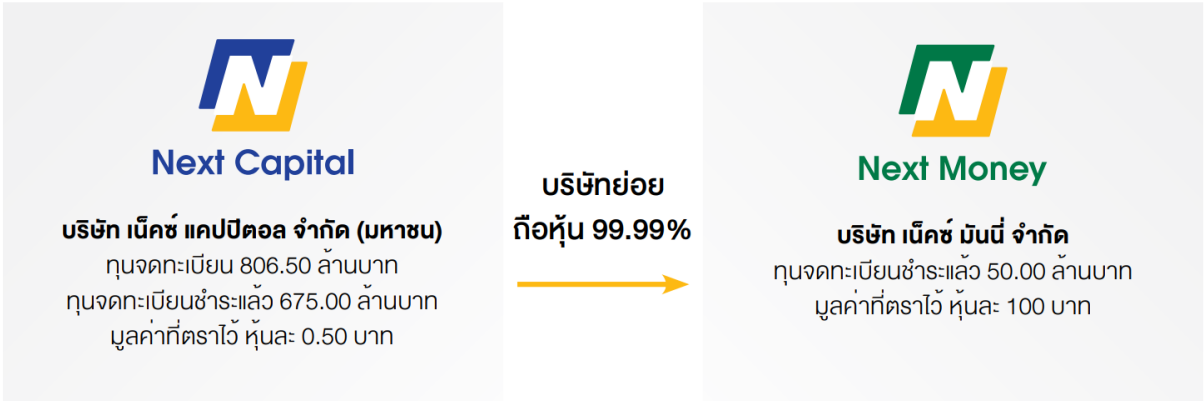 Next Capital
บริษัท เน็คซ์ แคปปิตอล จำกัด (มหาชน)
ทุนจดทะเบียน 806.50 ล้านบาท
ทุนจดทะเบียนชำระแล้ว 675.00 ล้านบาท
มูลค่าที่ตราไว้ หุ้นละ 0.50 บาท
บริษัทย่อย
ถือหุ้น 99.99%
Next Money
บริษัท เน็คซ์ มันนี่ จำกัด
ทุนจดทะเบียนชำระแล้ว 50.00 ล้านบาท
มูลค่าที่ตราไว้ หุ้นละ 100 บาท